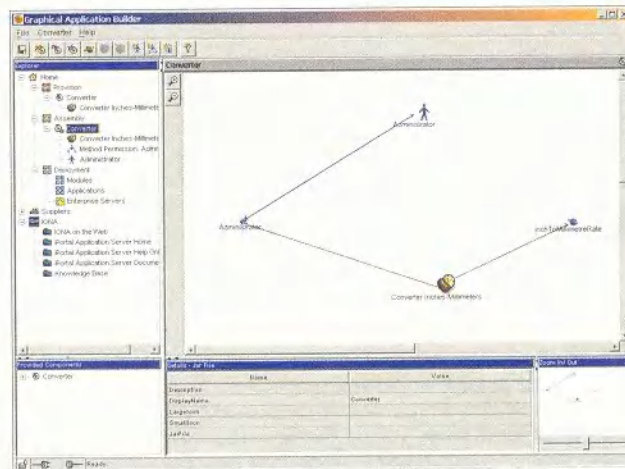 Graphical Application Builder
File Converter Help
Explorer
Home
Provision
Converter
Converter Inches-Millimete
Assembly
Converter
Converter Inches-Millimete
Method Permission: Admin
Administrator
Deployment
Modules
Applications
Enterprise Servers
Suppliers
IONA
IONA on the Web
iPortal Application Server Home
iPortal Application Server Help Onl
iPortal Application Server Docume
Knowledge Base
Converter
Administrator
Administrator
inchToMillimetreRate
Converter Inches-Millimeters
Provided Components
Converter
Details - Jar File
Name Value
Description
DisplayName Converter
LargeIcon
SmallIcon
JarFile
Zoom In/Out
Ready